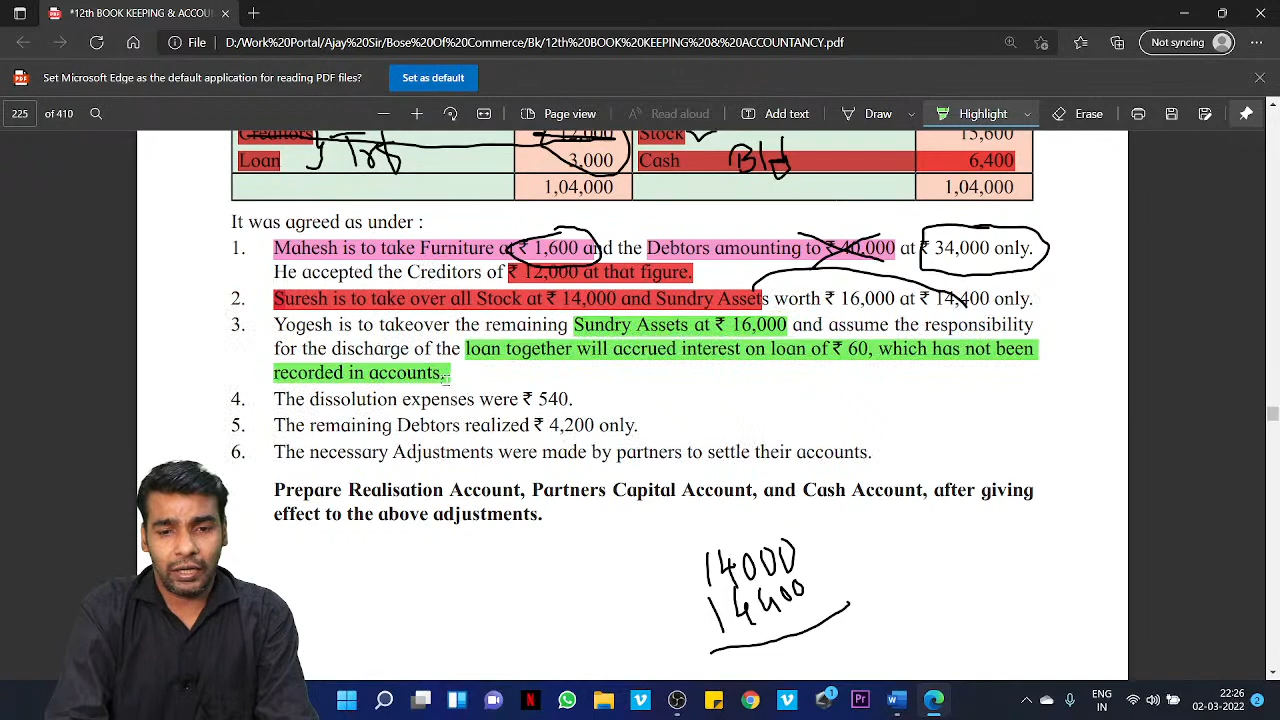 *12th BOOK KEEPING & ACCOUNTAN
File
D:/Work%20Portal/Ajay%20Sir/Bose%20Of%20Commerce/Bk/12th%20BOOK%20KEEPING%20&%20ACCOUNTANCY.pdf
Not syncing
Set Microsoft Edge as the default application for reading PDF files?
Set as default
225 of 410
Page view
Read aloud
Draw
Highlight
Erase
Creditors 12,000 Stock 15,600
Loan 3,000 Cash 6,400
1,04,000 1,04,000
It was agreed as under :
1. Mahesh is to take Furniture at ₹ 1,600 and the Debtors amounting to ₹ 40,000 at ₹ 34,000 only.
He accepted the Creditors of ₹ 12,000 at that figure.
2. Suresh is to take over all Stock at ₹ 14,000 and Sundry Assets worth ₹ 16,000 at ₹ 14,400 only.
3. Yogesh is to takeover the remaining Sundry Assets at ₹ 16,000 and assume the responsibility
for the discharge of the loan together will accrued interest on loan of ₹ 60, which has not been
recorded in accounts.
4. The dissolution expenses were ₹ 540.
5. The remaining Debtors realized ₹ 4,200 only.
6. The necessary Adjustments were made by partners to settle their accounts.
Prepare Realisation Account, Partners Capital Account, and Cash Account, after giving
effect to the above adjustments.
14000
14400
ENG
IN
22:26
02-03-2022